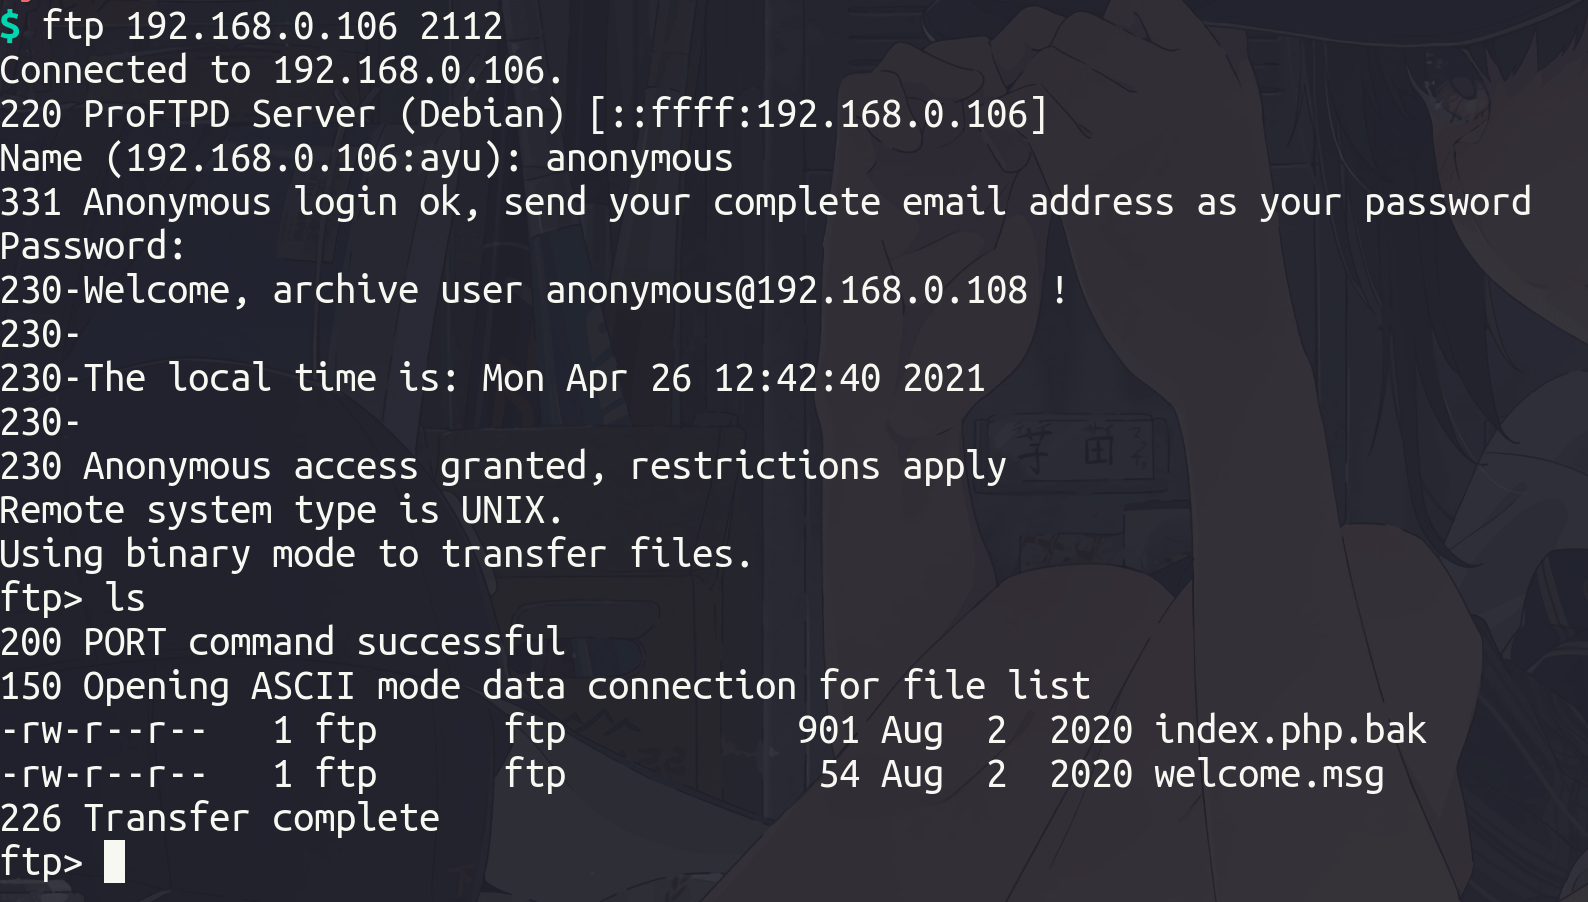 $ ftp 192.168.0.106 2112
Connected to 192.168.0.106.
220 ProFTPD Server (Debian) [::ffff:192.168.0.106]
Name (192.168.0.106:ayu): anonymous
331 Anonymous login ok, send your complete email address as your password
Password:
230-Welcome, archive user anonymous@192.168.0.108 !
230-
230-The local time is: Mon Apr 26 12:42:40 2021
230-
230 Anonymous access granted, restrictions apply
Remote system type is UNIX.
Using binary mode to transfer files.
ftp> ls
200 PORT command successful
150 Opening ASCII mode data connection for file list
-rw-r--r--   1 ftp      ftp           901 Aug  2  2020 index.php.bak
-rw-r--r--   1 ftp      ftp            54 Aug  2  2020 welcome.msg
226 Transfer complete
ftp>